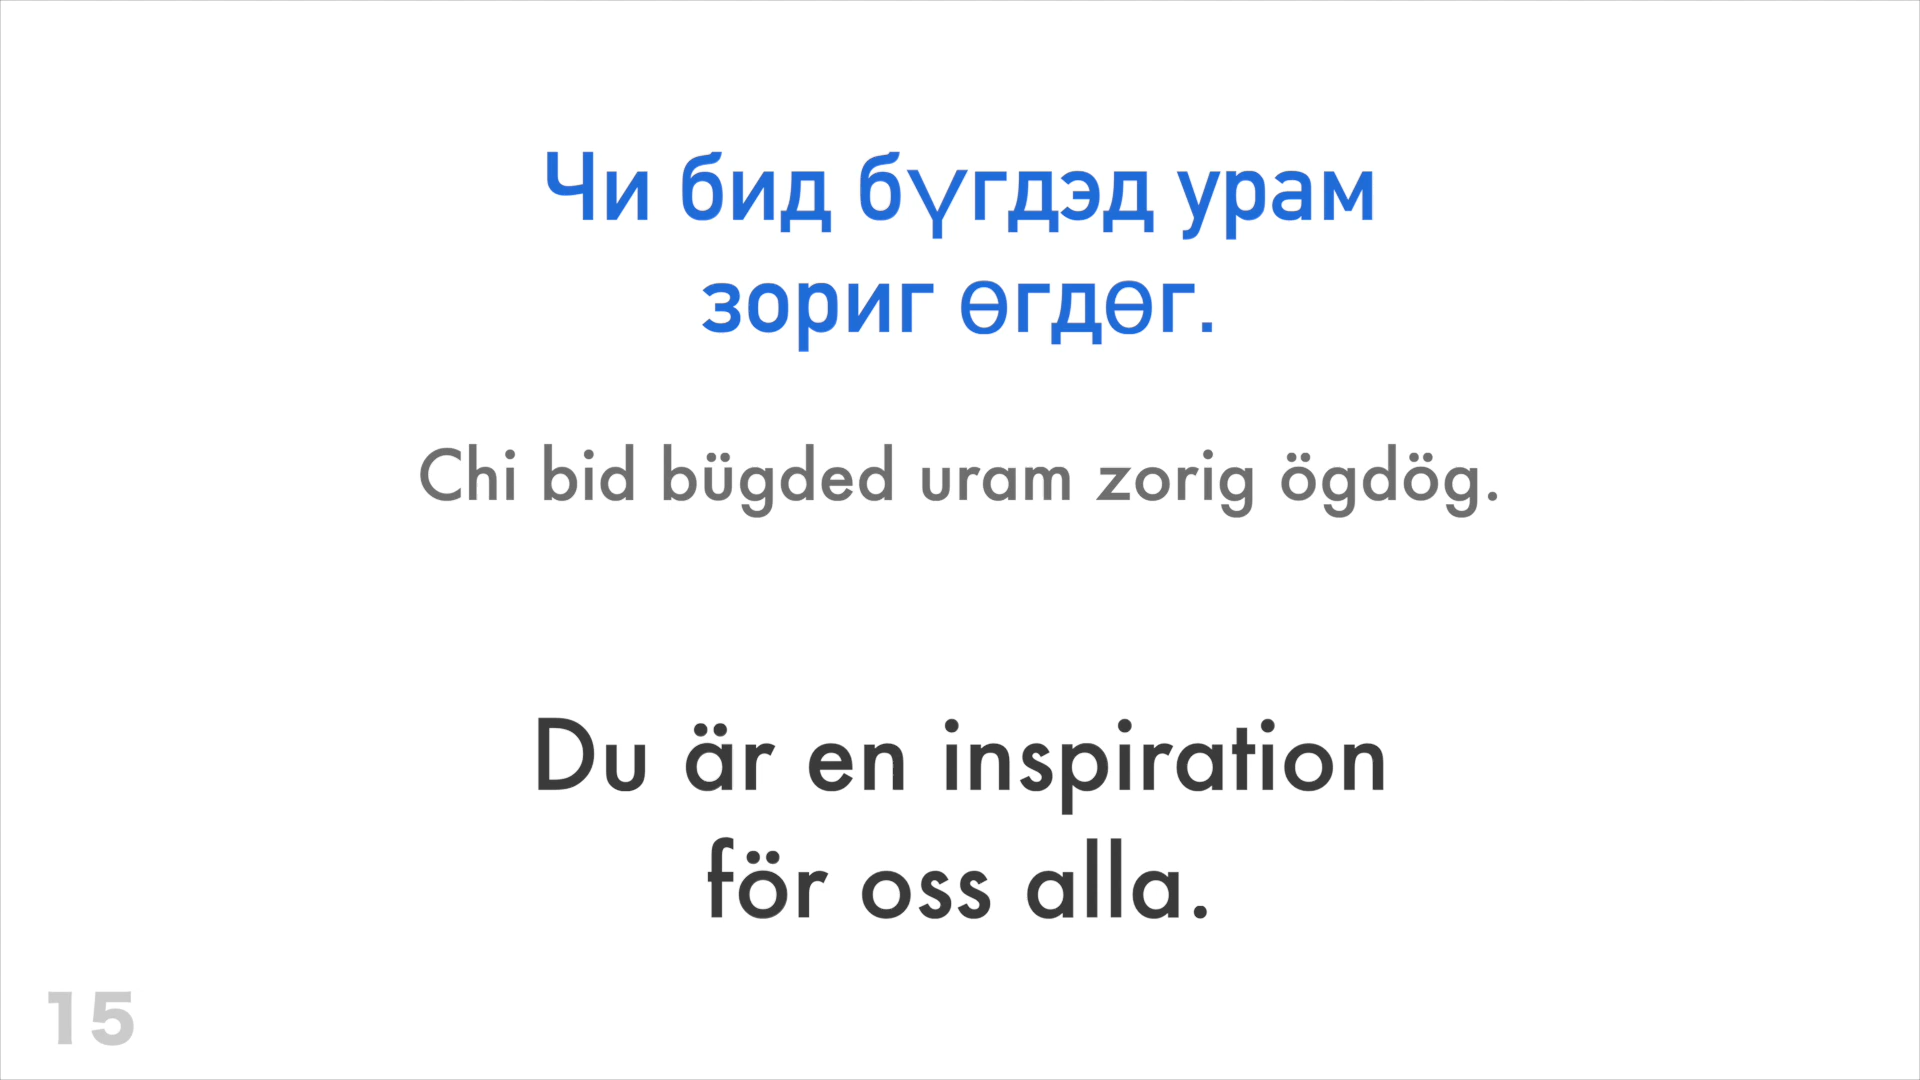 Чи бид бүгдэд урам
зориг өгдөг.
Chi bid bügded uram zorig ögdög.
Du är en inspiration
för oss alla.
15